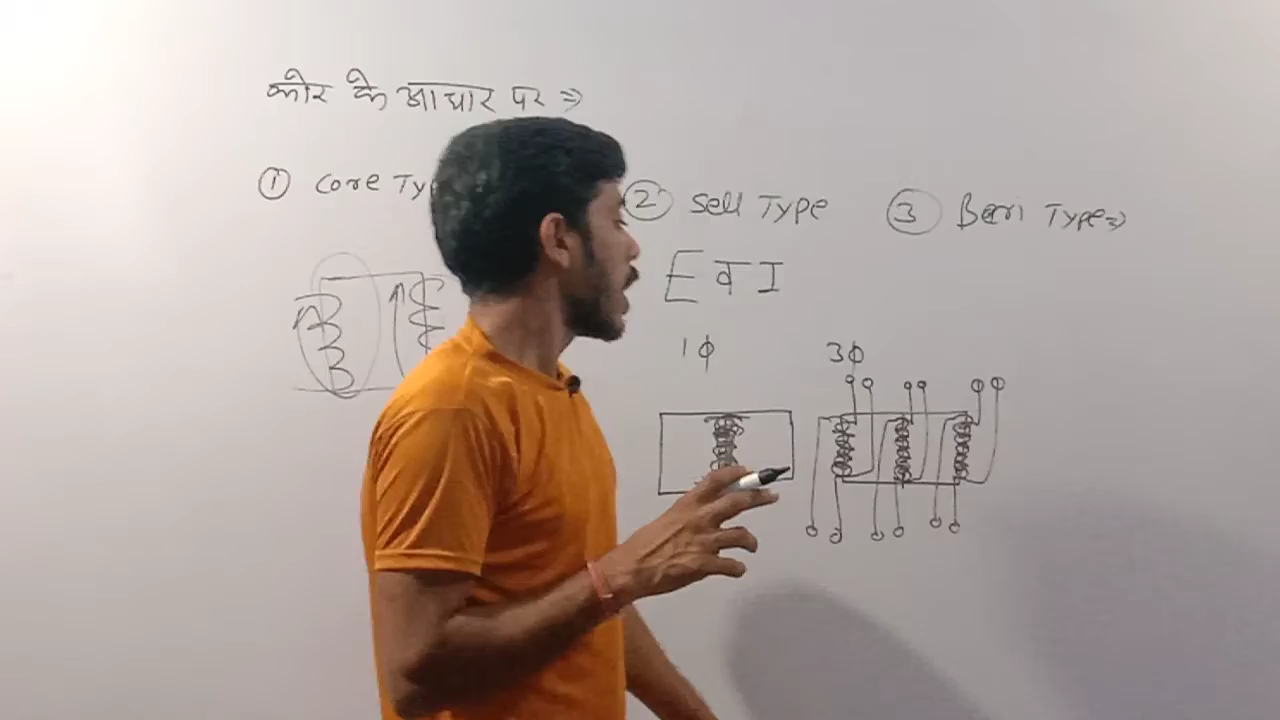 कोर के आधार पर ⇒
① Core Ty
② Sell Type
③ Berri Type ⇒
E व I
1ϕ
3ϕ